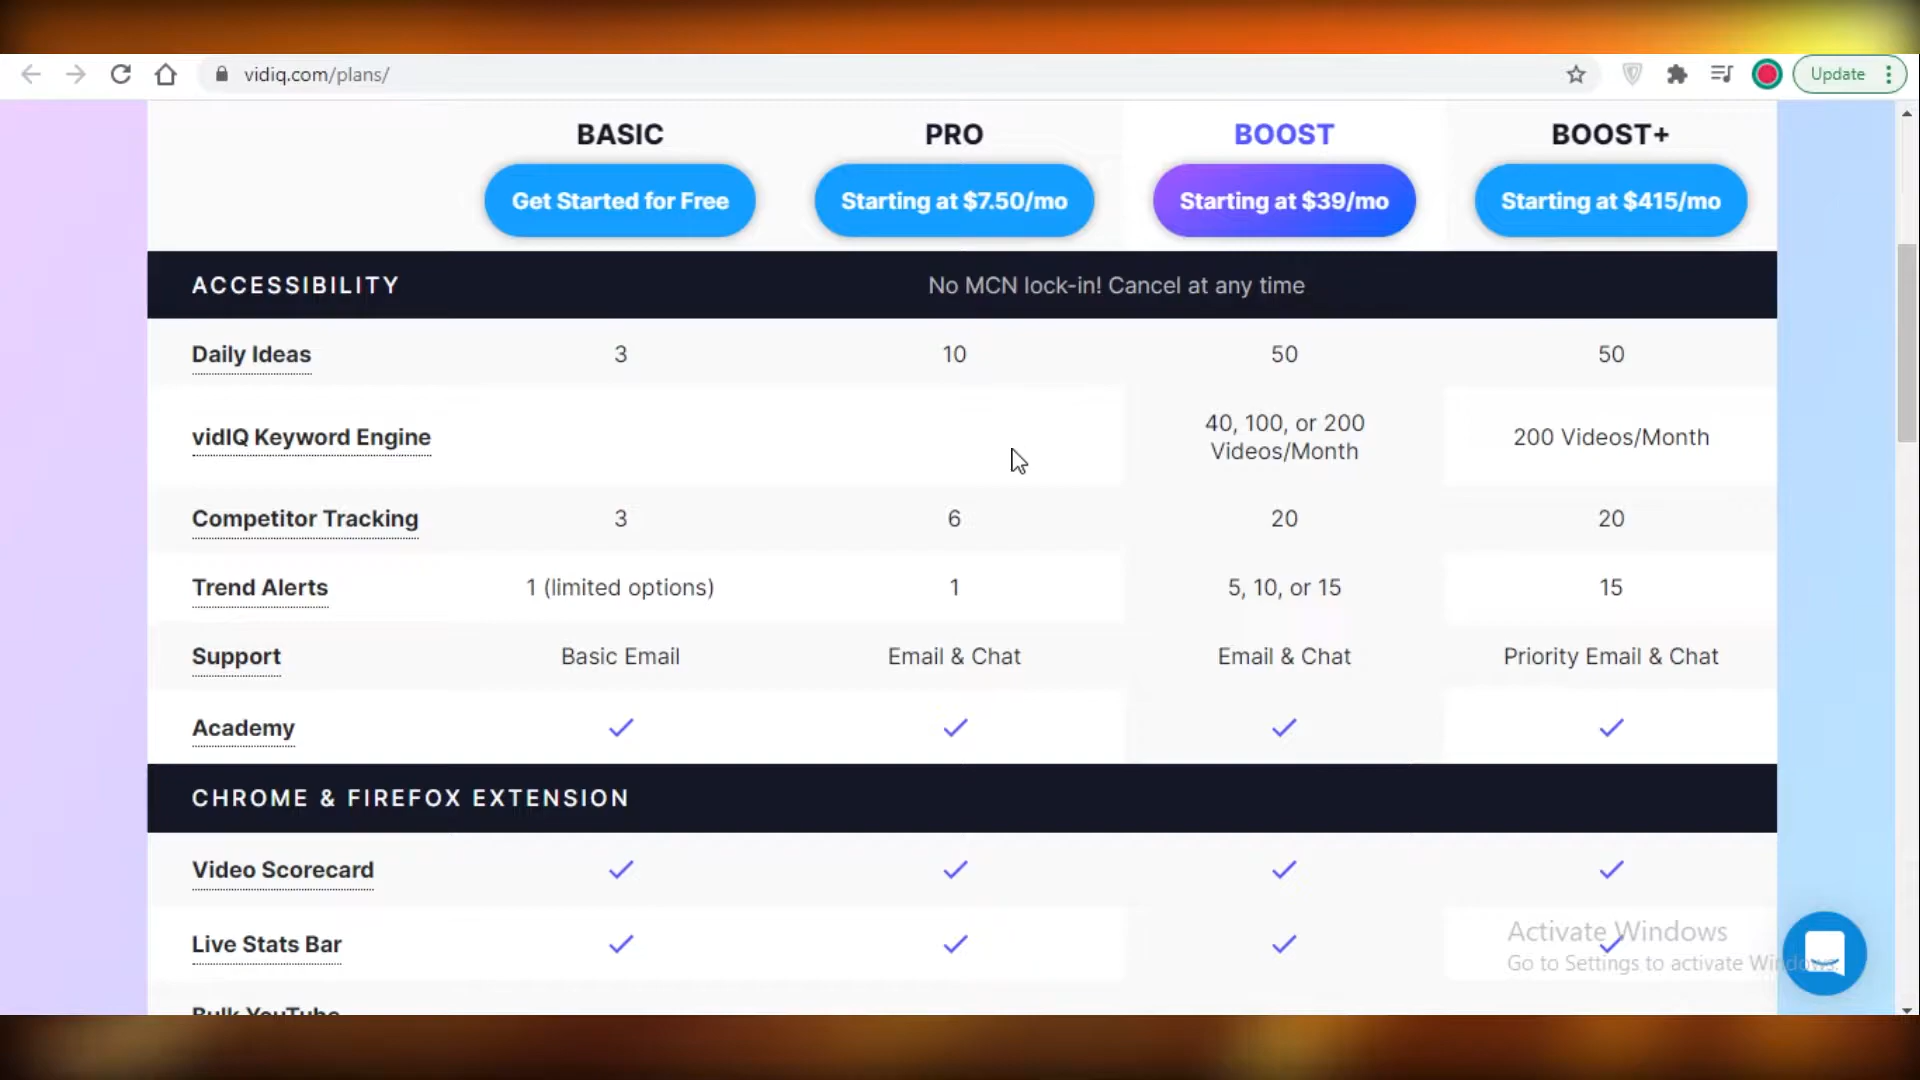 vidiq.com/plans/
Update
BASIC PRO BOOST BOOST+
Get Started for Free Starting at $7.50/mo Starting at $39/mo Starting at $415/mo
ACCESSIBILITY No MCN lock-in! Cancel at any time
Daily Ideas 3 10 50 50
vidIQ Keyword Engine 40, 100, or 200 Videos/Month 200 Videos/Month
Competitor Tracking 3 6 20 20
Trend Alerts 1 (limited options) 1 5, 10, or 15 15
Support Basic Email Email & Chat Email & Chat Priority Email & Chat
Academy
CHROME & FIREFOX EXTENSION
Video Scorecard
Live Stats Bar
Activate Windows
Go to Settings to activate Windows.
Bulk YouTube